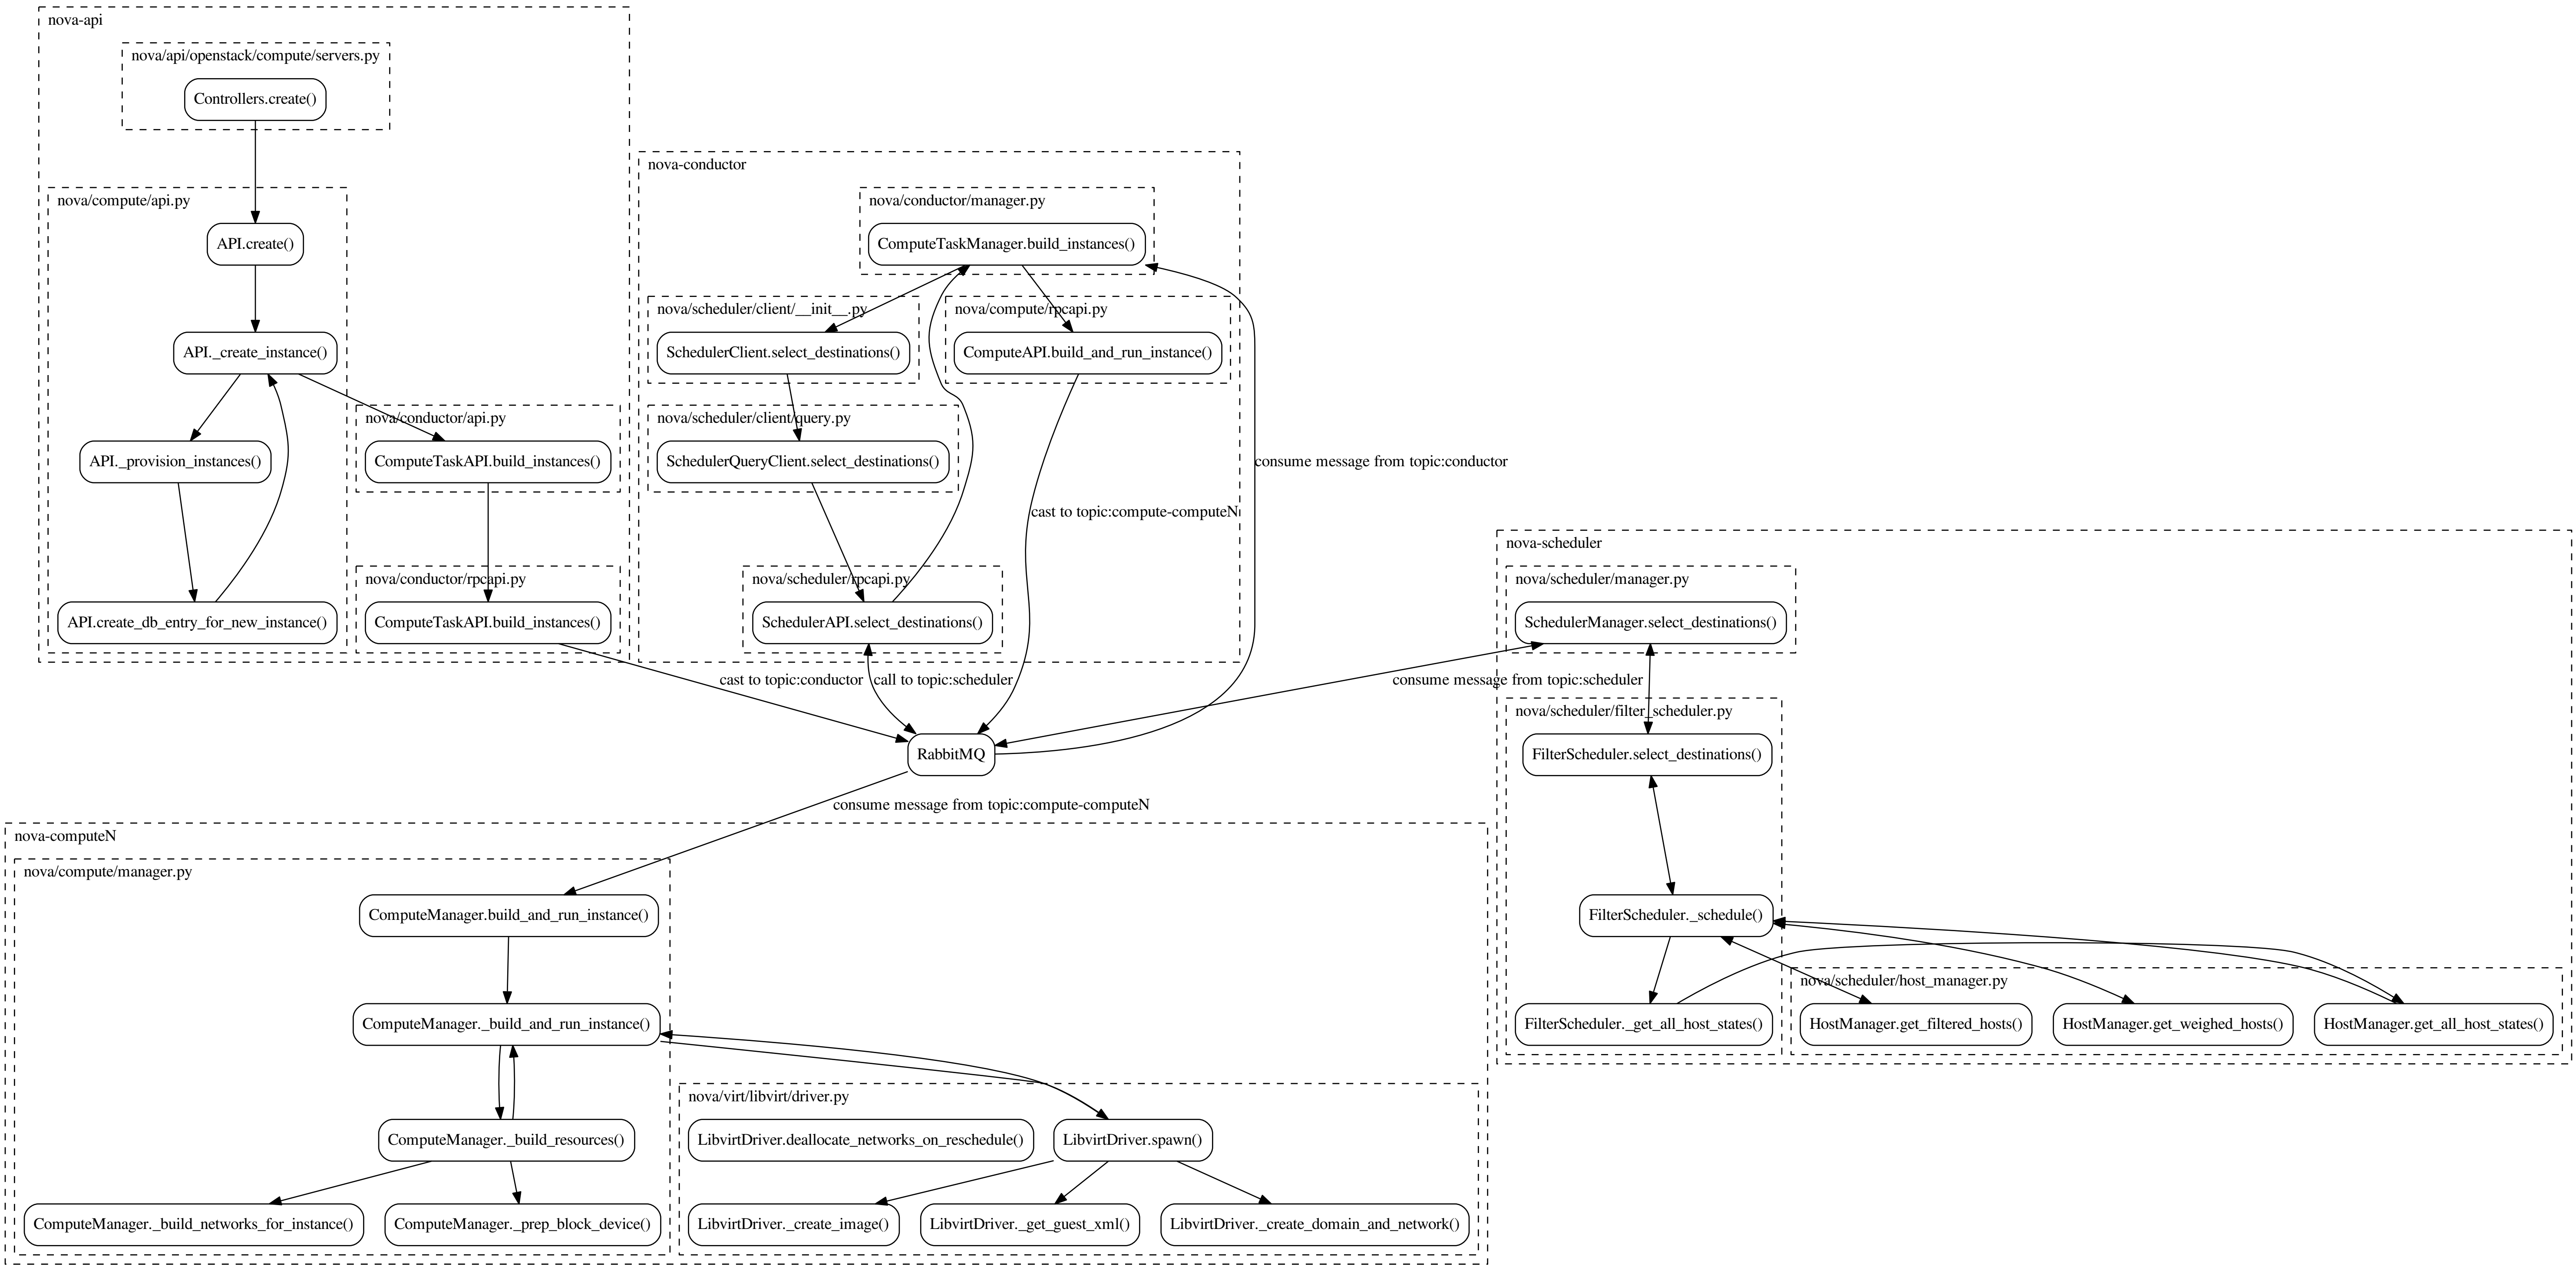 nova-api
nova/api/openstack/compute/servers.py
Controllers.create()
nova/compute/api.py
API.create()
API._create_instance()
API._provision_instances()
API.create_db_entry_for_new_instance()
nova/conductor/api.py
ComputeTaskAPI.build_instances()
nova/conductor/rpcapi.py
ComputeTaskAPI.build_instances()
nova-conductor
nova/conductor/manager.py
ComputeTaskManager.build_instances()
nova/scheduler/client/__init__.py
SchedulerClient.select_destinations()
nova/compute/rpcapi.py
ComputeAPI.build_and_run_instance()
nova/scheduler/client/query.py
SchedulerQueryClient.select_destinations()
nova/scheduler/rpcapi.py
SchedulerAPI.select_destinations()
consume message from topic:conductor
cast to topic:compute-computeN
cast to topic:conductor
call to topic:scheduler
consume message from topic:scheduler
RabbitMQ
consume message from topic:compute-computeN
nova-scheduler
nova/scheduler/manager.py
SchedulerManager.select_destinations()
nova/scheduler/filter_scheduler.py
FilterScheduler.select_destinations()
FilterScheduler._schedule()
FilterScheduler._get_all_host_states()
nova/scheduler/host_manager.py
HostManager.get_filtered_hosts()
HostManager.get_weighed_hosts()
HostManager.get_all_host_states()
nova-computeN
nova/compute/manager.py
ComputeManager.build_and_run_instance()
ComputeManager._build_and_run_instance()
ComputeManager._build_resources()
ComputeManager._build_networks_for_instance()
ComputeManager._prep_block_device()
nova/virt/libvirt/driver.py
LibvirtDriver.deallocate_networks_on_reschedule()
LibvirtDriver.spawn()
LibvirtDriver._create_image()
LibvirtDriver._get_guest_xml()
LibvirtDriver._create_domain_and_network()